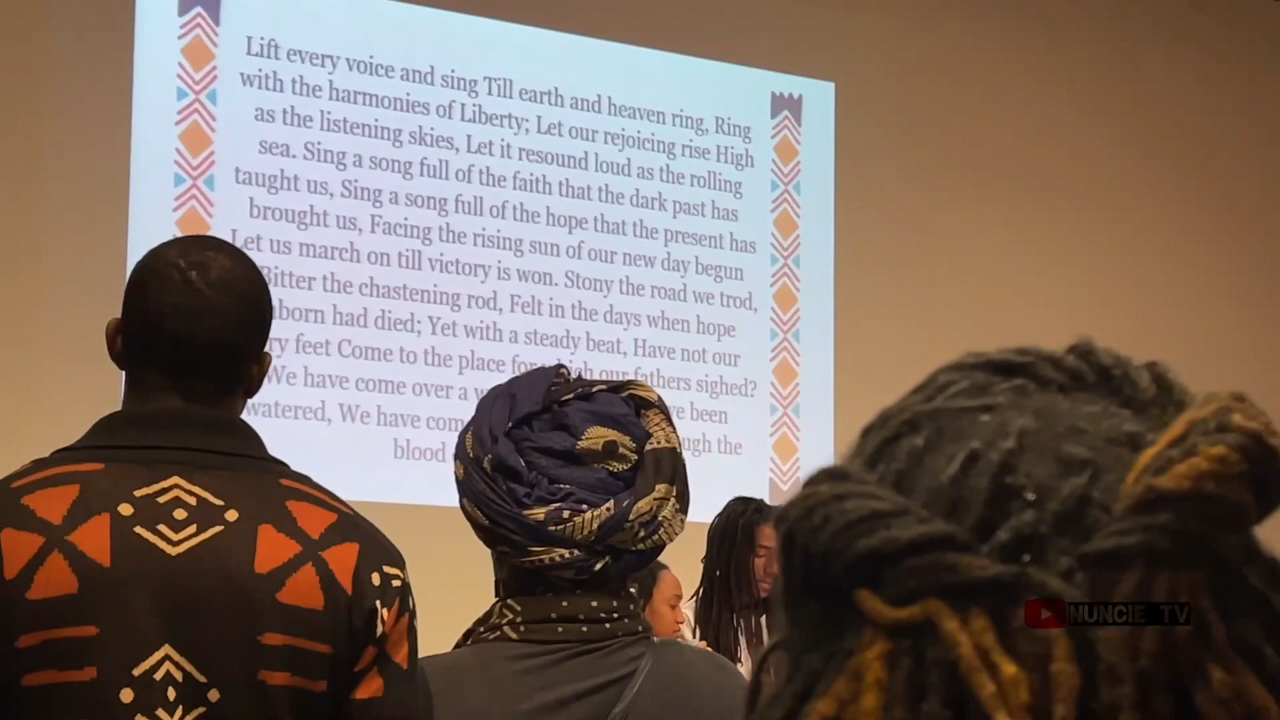 Lift every voice and sing Till earth and heaven ring, Ring
with the harmonies of Liberty; Let our rejoicing rise High
as the listening skies, Let it resound loud as the rolling
sea. Sing a song full of the faith that the dark past has
taught us, Sing a song full of the hope that the present has
brought us, Facing the rising sun of our new day begun
Let us march on till victory is won. Stony the road we trod,
Bitter the chastening rod, Felt in the days when hope
had died; Yet with a steady beat, Have not our
feet Come to the place for which our fathers sighed?
We have come over a been
watered, We have the
blood
NUNCIE TV